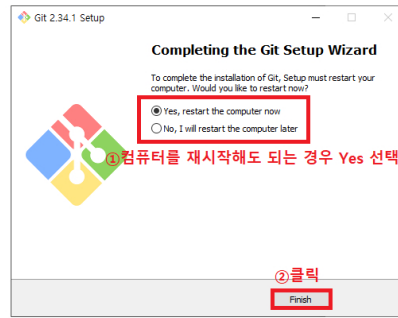 Git 2.34.1 Setup
Completing the Git Setup Wizard
To complete the installation of Git, Setup must restart your
computer. Would you like to restart now?
Yes, restart the computer now
No, I will restart the computer later
①컴퓨터를 재시작해도 되는 경우 Yes 선택
②클릭
Finish